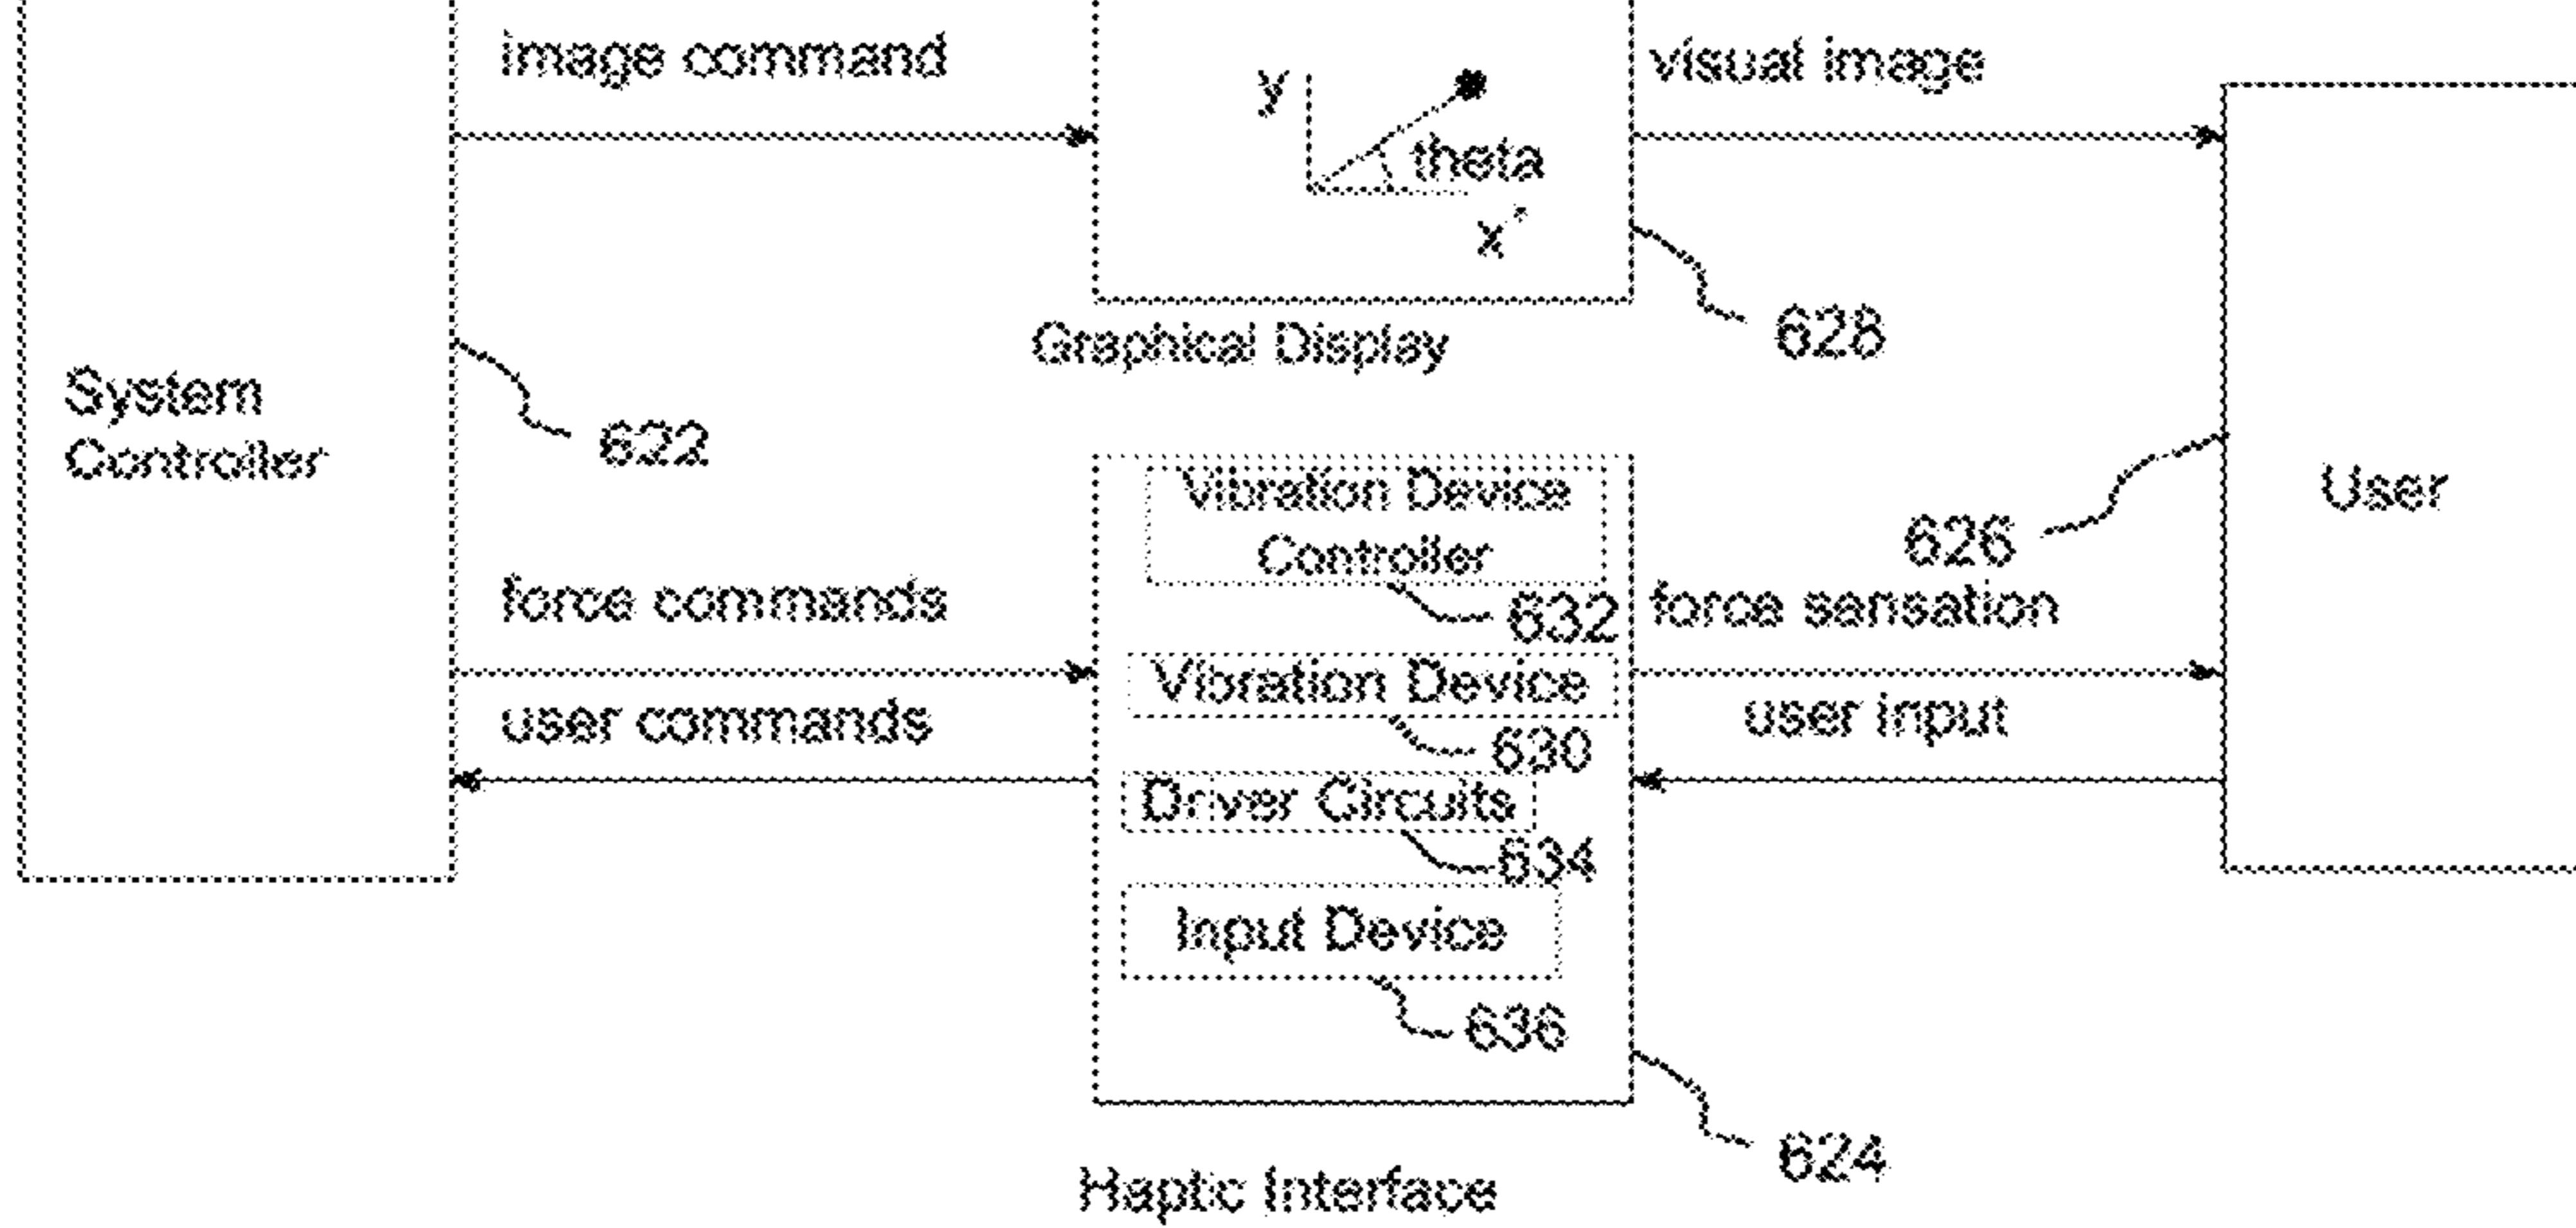 image command
visual image
y
theta
x
628
Graphical Display
System
Controller
622
Vibration Device
Controller
632
User
626
force commands
force sensation
Vibration Device
630
user commands
user input
Driver Circuits
634
Input Device
636
624
Haptic Interface